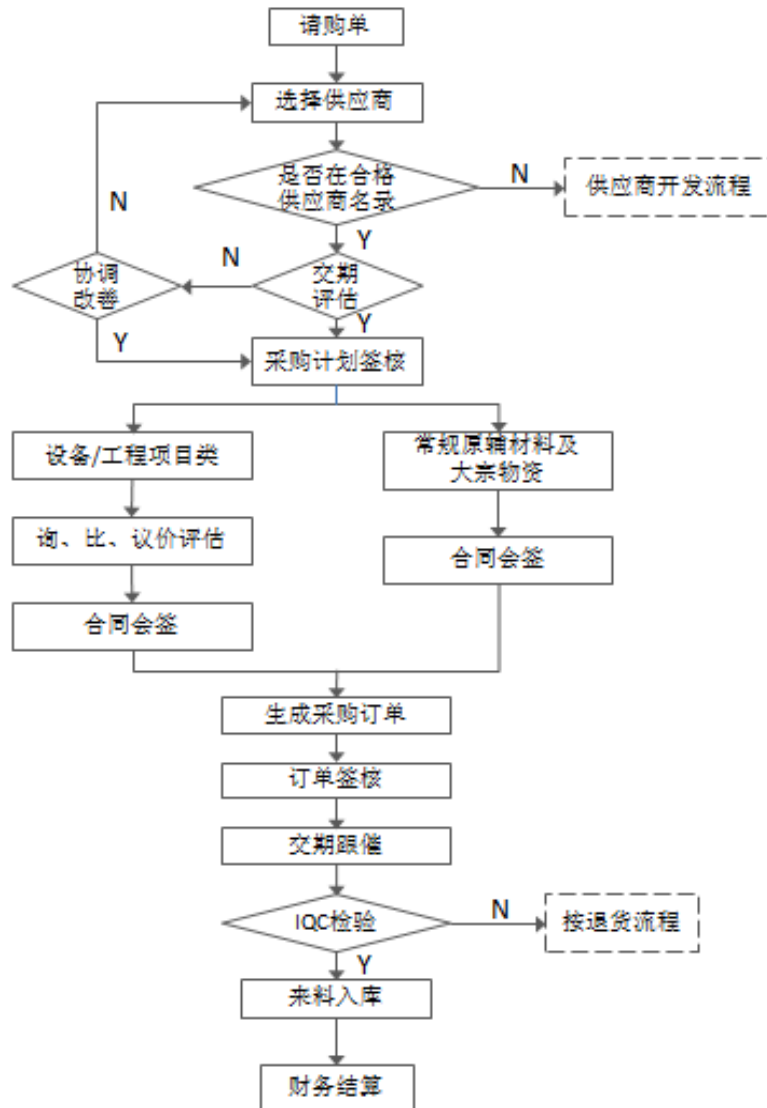 请购单
选择供应商
是否在合格
供应商名录
N
供应商开发流程
N
Y
N
协调
改善
交期
评估
Y
Y
采购计划签核
设备/工程项目类
常规原辅材料及
大宗物资
询、比、议价评估
合同会签
合同会签
生成采购订单
订单签核
交期跟催
IQC检验
N
按退货流程
Y
来料入库
财务结算